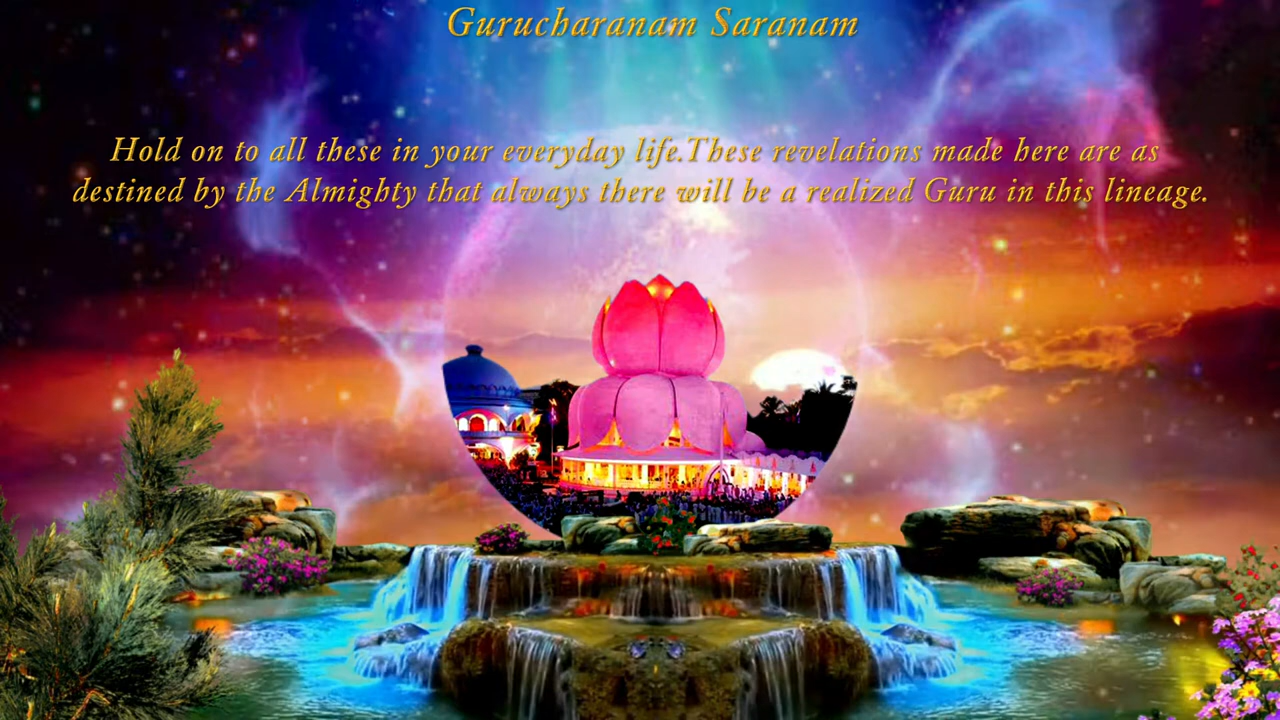 Gurucharanam Saranam
Hold on to all these in your everyday life.These revelations made here are as
destined by the Almighty that always there will be a realized Guru in this lineage.